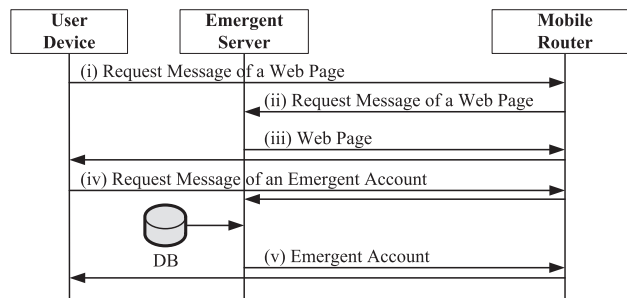 User
Device
Emergent
Server
Mobile
Router
(i) Request Message of a Web Page
(ii) Request Message of a Web Page
(iii) Web Page
(iv) Request Message of an Emergent Account
DB
(v) Emergent Account